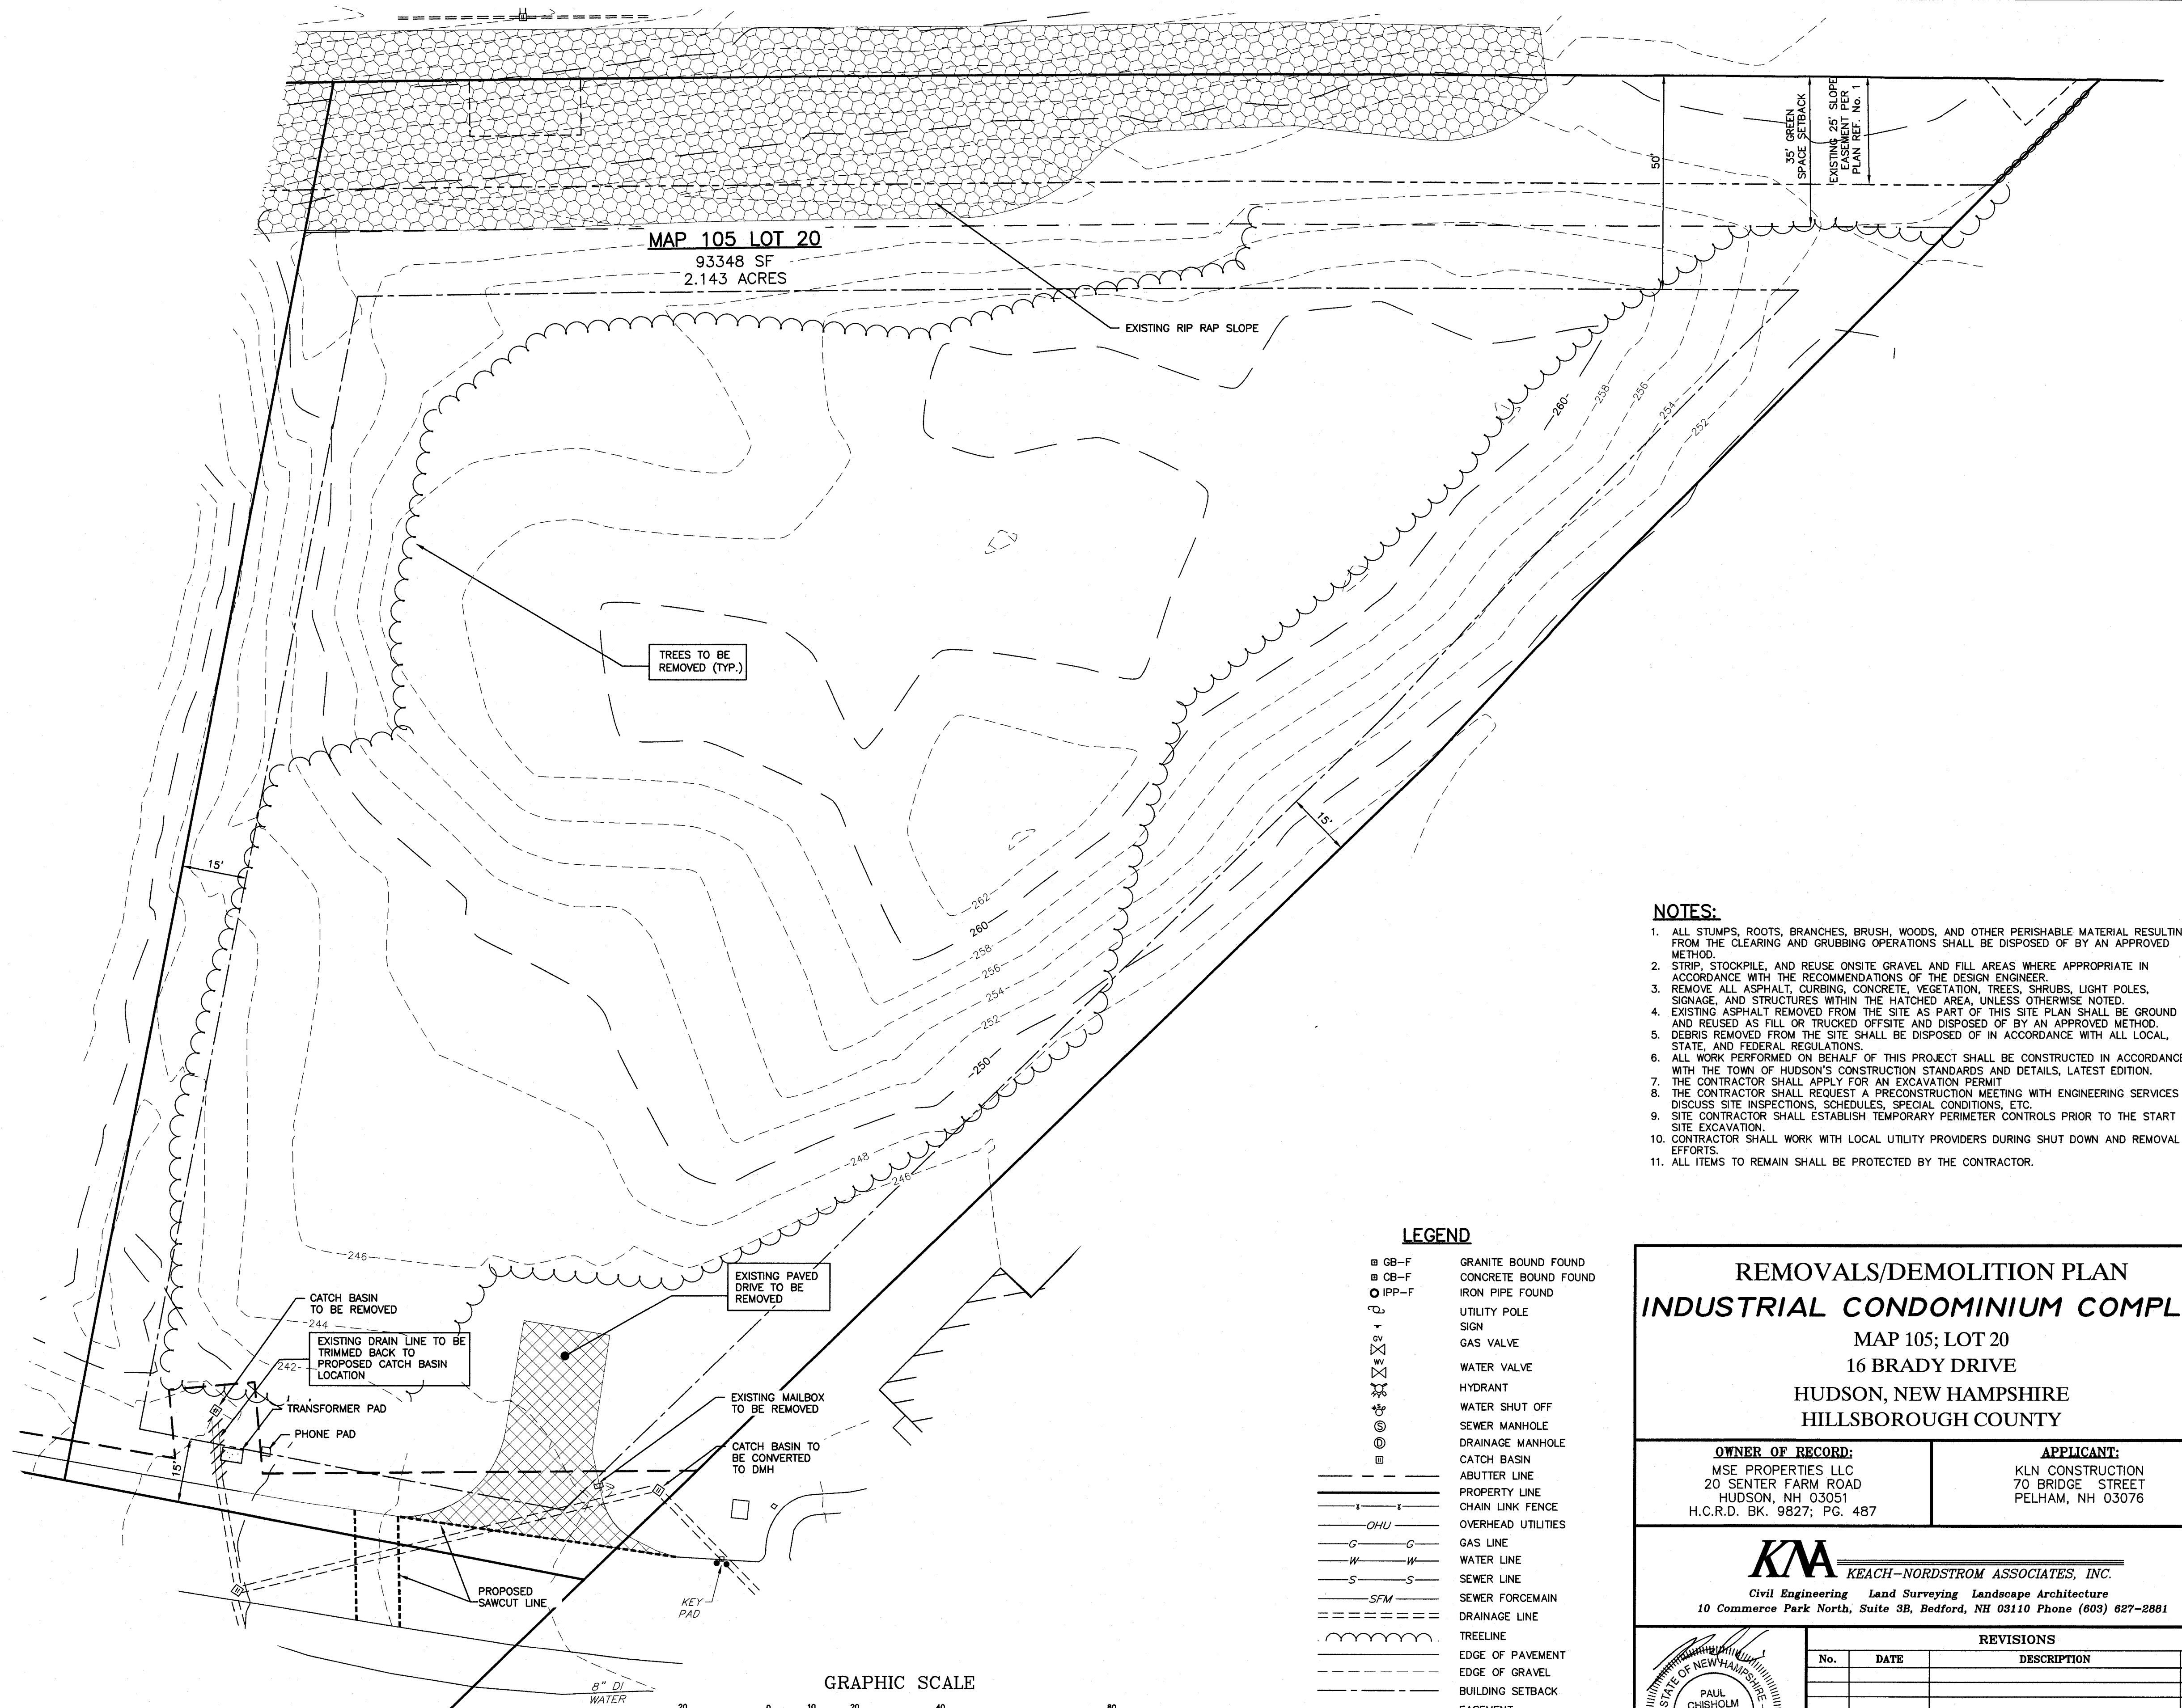 MAP 105 LOT 20
93348 SF
2.143 ACRES
50'
35' GREEN
SPACE SETBACK
EXISTING 25' SLOPE
EASEMENT PER
PLAN REF. No. 1
EXISTING RIP RAP SLOPE
260
258
256
254
252
TREES TO BE
REMOVED (TYP.)
15'
15'
262
260
258
256
254
252
250
248
246
246
244
242
CATCH BASIN
TO BE REMOVED
EXISTING DRAIN LINE TO BE
TRIMMED BACK TO
PROPOSED CATCH BASIN
LOCATION
TRANSFORMER PAD
PHONE PAD
15'
EXISTING PAVED
DRIVE TO BE
REMOVED
EXISTING MAILBOX
TO BE REMOVED
CATCH BASIN TO
BE CONVERTED
TO DMH
PROPOSED
SAWCUT LINE
KEY
PAD
8" DI
WATER
GRAPHIC SCALE
20 0 10 20 40 80
NOTES:
1. ALL STUMPS, ROOTS, BRANCHES, BRUSH, WOODS, AND OTHER PERISHABLE MATERIAL RESULTIN
FROM THE CLEARING AND GRUBBING OPERATIONS SHALL BE DISPOSED OF BY AN APPROVED
METHOD.
2. STRIP, STOCKPILE, AND REUSE ONSITE GRAVEL AND FILL AREAS WHERE APPROPRIATE IN
ACCORDANCE WITH THE RECOMMENDATIONS OF THE DESIGN ENGINEER.
3. REMOVE ALL ASPHALT, CURBING, CONCRETE, VEGETATION, TREES, SHRUBS, LIGHT POLES,
SIGNAGE, AND STRUCTURES WITHIN THE HATCHED AREA, UNLESS OTHERWISE NOTED.
4. EXISTING ASPHALT REMOVED FROM THE SITE AS PART OF THIS SITE PLAN SHALL BE GROUND
AND REUSED AS FILL OR TRUCKED OFFSITE AND DISPOSED OF BY AN APPROVED METHOD.
5. DEBRIS REMOVED FROM THE SITE SHALL BE DISPOSED OF IN ACCORDANCE WITH ALL LOCAL,
STATE, AND FEDERAL REGULATIONS.
6. ALL WORK PERFORMED ON BEHALF OF THIS PROJECT SHALL BE CONSTRUCTED IN ACCORDANCE
WITH THE TOWN OF HUDSON'S CONSTRUCTION STANDARDS AND DETAILS, LATEST EDITION.
7. THE CONTRACTOR SHALL APPLY FOR AN EXCAVATION PERMIT
8. THE CONTRACTOR SHALL REQUEST A PRECONSTRUCTION MEETING WITH ENGINEERING SERVICES
DISCUSS SITE INSPECTIONS, SCHEDULES, SPECIAL CONDITIONS, ETC.
9. SITE CONTRACTOR SHALL ESTABLISH TEMPORARY PERIMETER CONTROLS PRIOR TO THE START
SITE EXCAVATION.
10. CONTRACTOR SHALL WORK WITH LOCAL UTILITY PROVIDERS DURING SHUT DOWN AND REMOVAL
EFFORTS.
11. ALL ITEMS TO REMAIN SHALL BE PROTECTED BY THE CONTRACTOR.
LEGEND
GB-F GRANITE BOUND FOUND
CB-F CONCRETE BOUND FOUND
IPP-F IRON PIPE FOUND
UTILITY POLE
SIGN
GV GAS VALVE
WV WATER VALVE
HYDRANT
WATER SHUT OFF
S SEWER MANHOLE
D DRAINAGE MANHOLE
CATCH BASIN
ABUTTER LINE
PROPERTY LINE
CHAIN LINK FENCE
OHU OVERHEAD UTILITIES
G G GAS LINE
W W WATER LINE
S S SEWER LINE
SFM SEWER FORCEMAIN
DRAINAGE LINE
TREELINE
EDGE OF PAVEMENT
EDGE OF GRAVEL
BUILDING SETBACK
EASEMENT
REMOVALS/DEMOLITION PLAN
INDUSTRIAL CONDOMINIUM COMPL
MAP 105; LOT 20
16 BRADY DRIVE
HUDSON, NEW HAMPSHIRE
HILLSBOROUGH COUNTY
OWNER OF RECORD:
MSE PROPERTIES LLC
20 SENTER FARM ROAD
HUDSON, NH 03051
H.C.R.D. BK. 9827; PG. 487
APPLICANT:
KLN CONSTRUCTION
70 BRIDGE STREET
PELHAM, NH 03076
KNA
KEACH-NORDSTROM ASSOCIATES, INC.
Civil Engineering Land Surveying Landscape Architecture
10 Commerce Park North, Suite 3B, Bedford, NH 03110 Phone (603) 627-2881
STATE OF NEW HAMPSHIRE
PAUL
CHISHOLM
REVISIONS
No. DATE DESCRIPTION